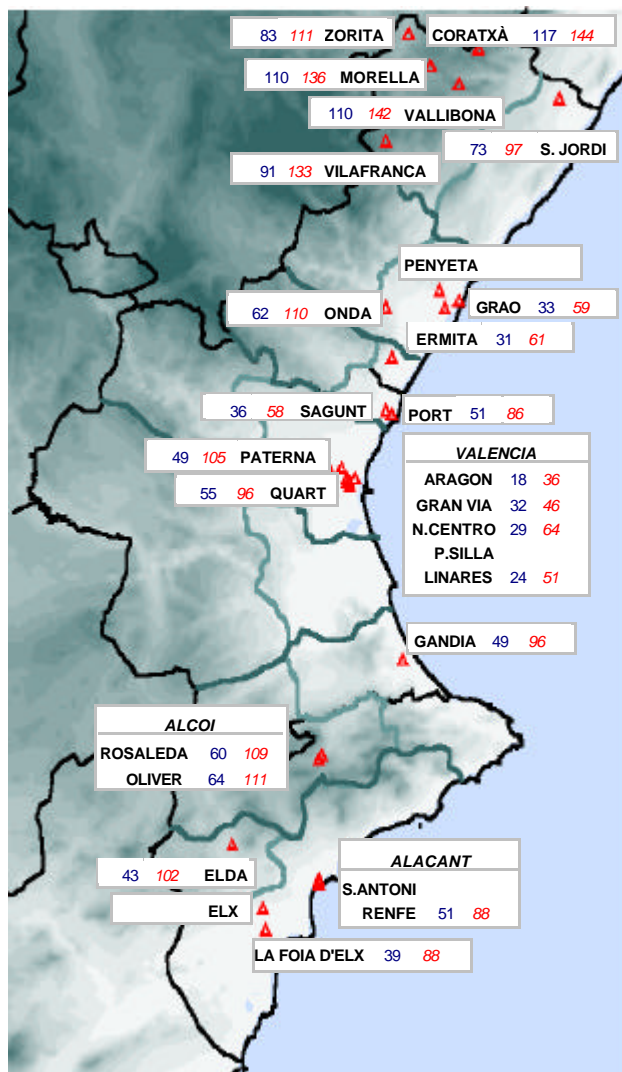 83 111 ZORITA
CORATXÀ 117 144
110 136 MORELLA
110 142 VALLIBONA
73 97 S. JORDI
91 133 VILAFRANCA
PENYETA
62 110 ONDA
GRAO 33 59
ERMITA 31 61
36 58 SAGUNT
PORT 51 86
49 105 PATERNA
55 96 QUART
VALENCIA
ARAGON 18 36
GRAN VIA 32 46
N.CENTRO 29 64
P.SILLA
LINARES 24 51
GANDIA 49 96
ALCOI
ROSALEDA 60 109
OLIVER 64 111
43 102 ELDA
ELX
ALACANT
S.ANTONI
RENFE 51 88
LA FOIA D'ELX 39 88